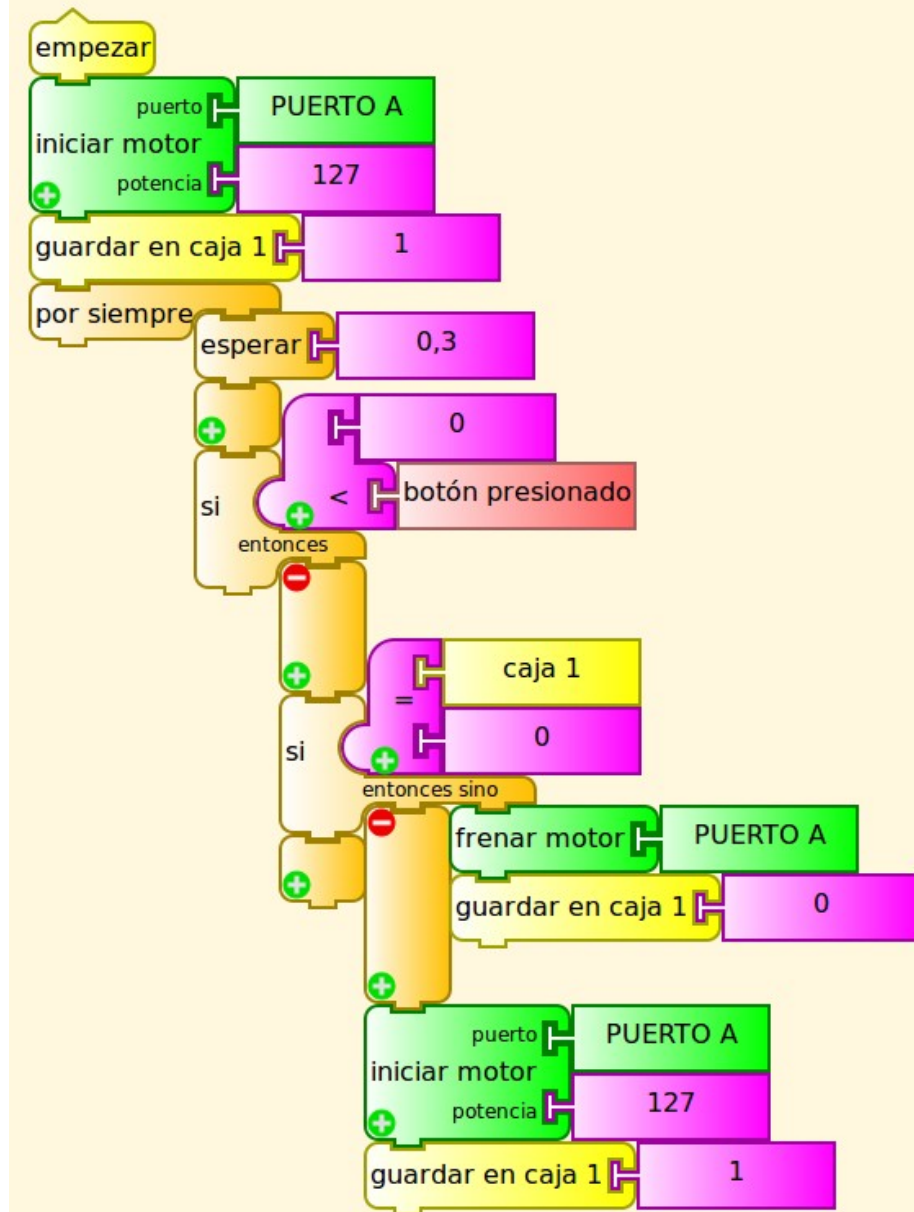 empezar
puerto PUERTO A
iniciar motor
potencia 127
guardar en caja 1 1
por siempre
esperar 0,3
0
si < botón presionado
entonces
caja 1
=
si 0
entonces sino
frenar motor PUERTO A
guardar en caja 1 0
puerto PUERTO A
iniciar motor
potencia 127
guardar en caja 1 1